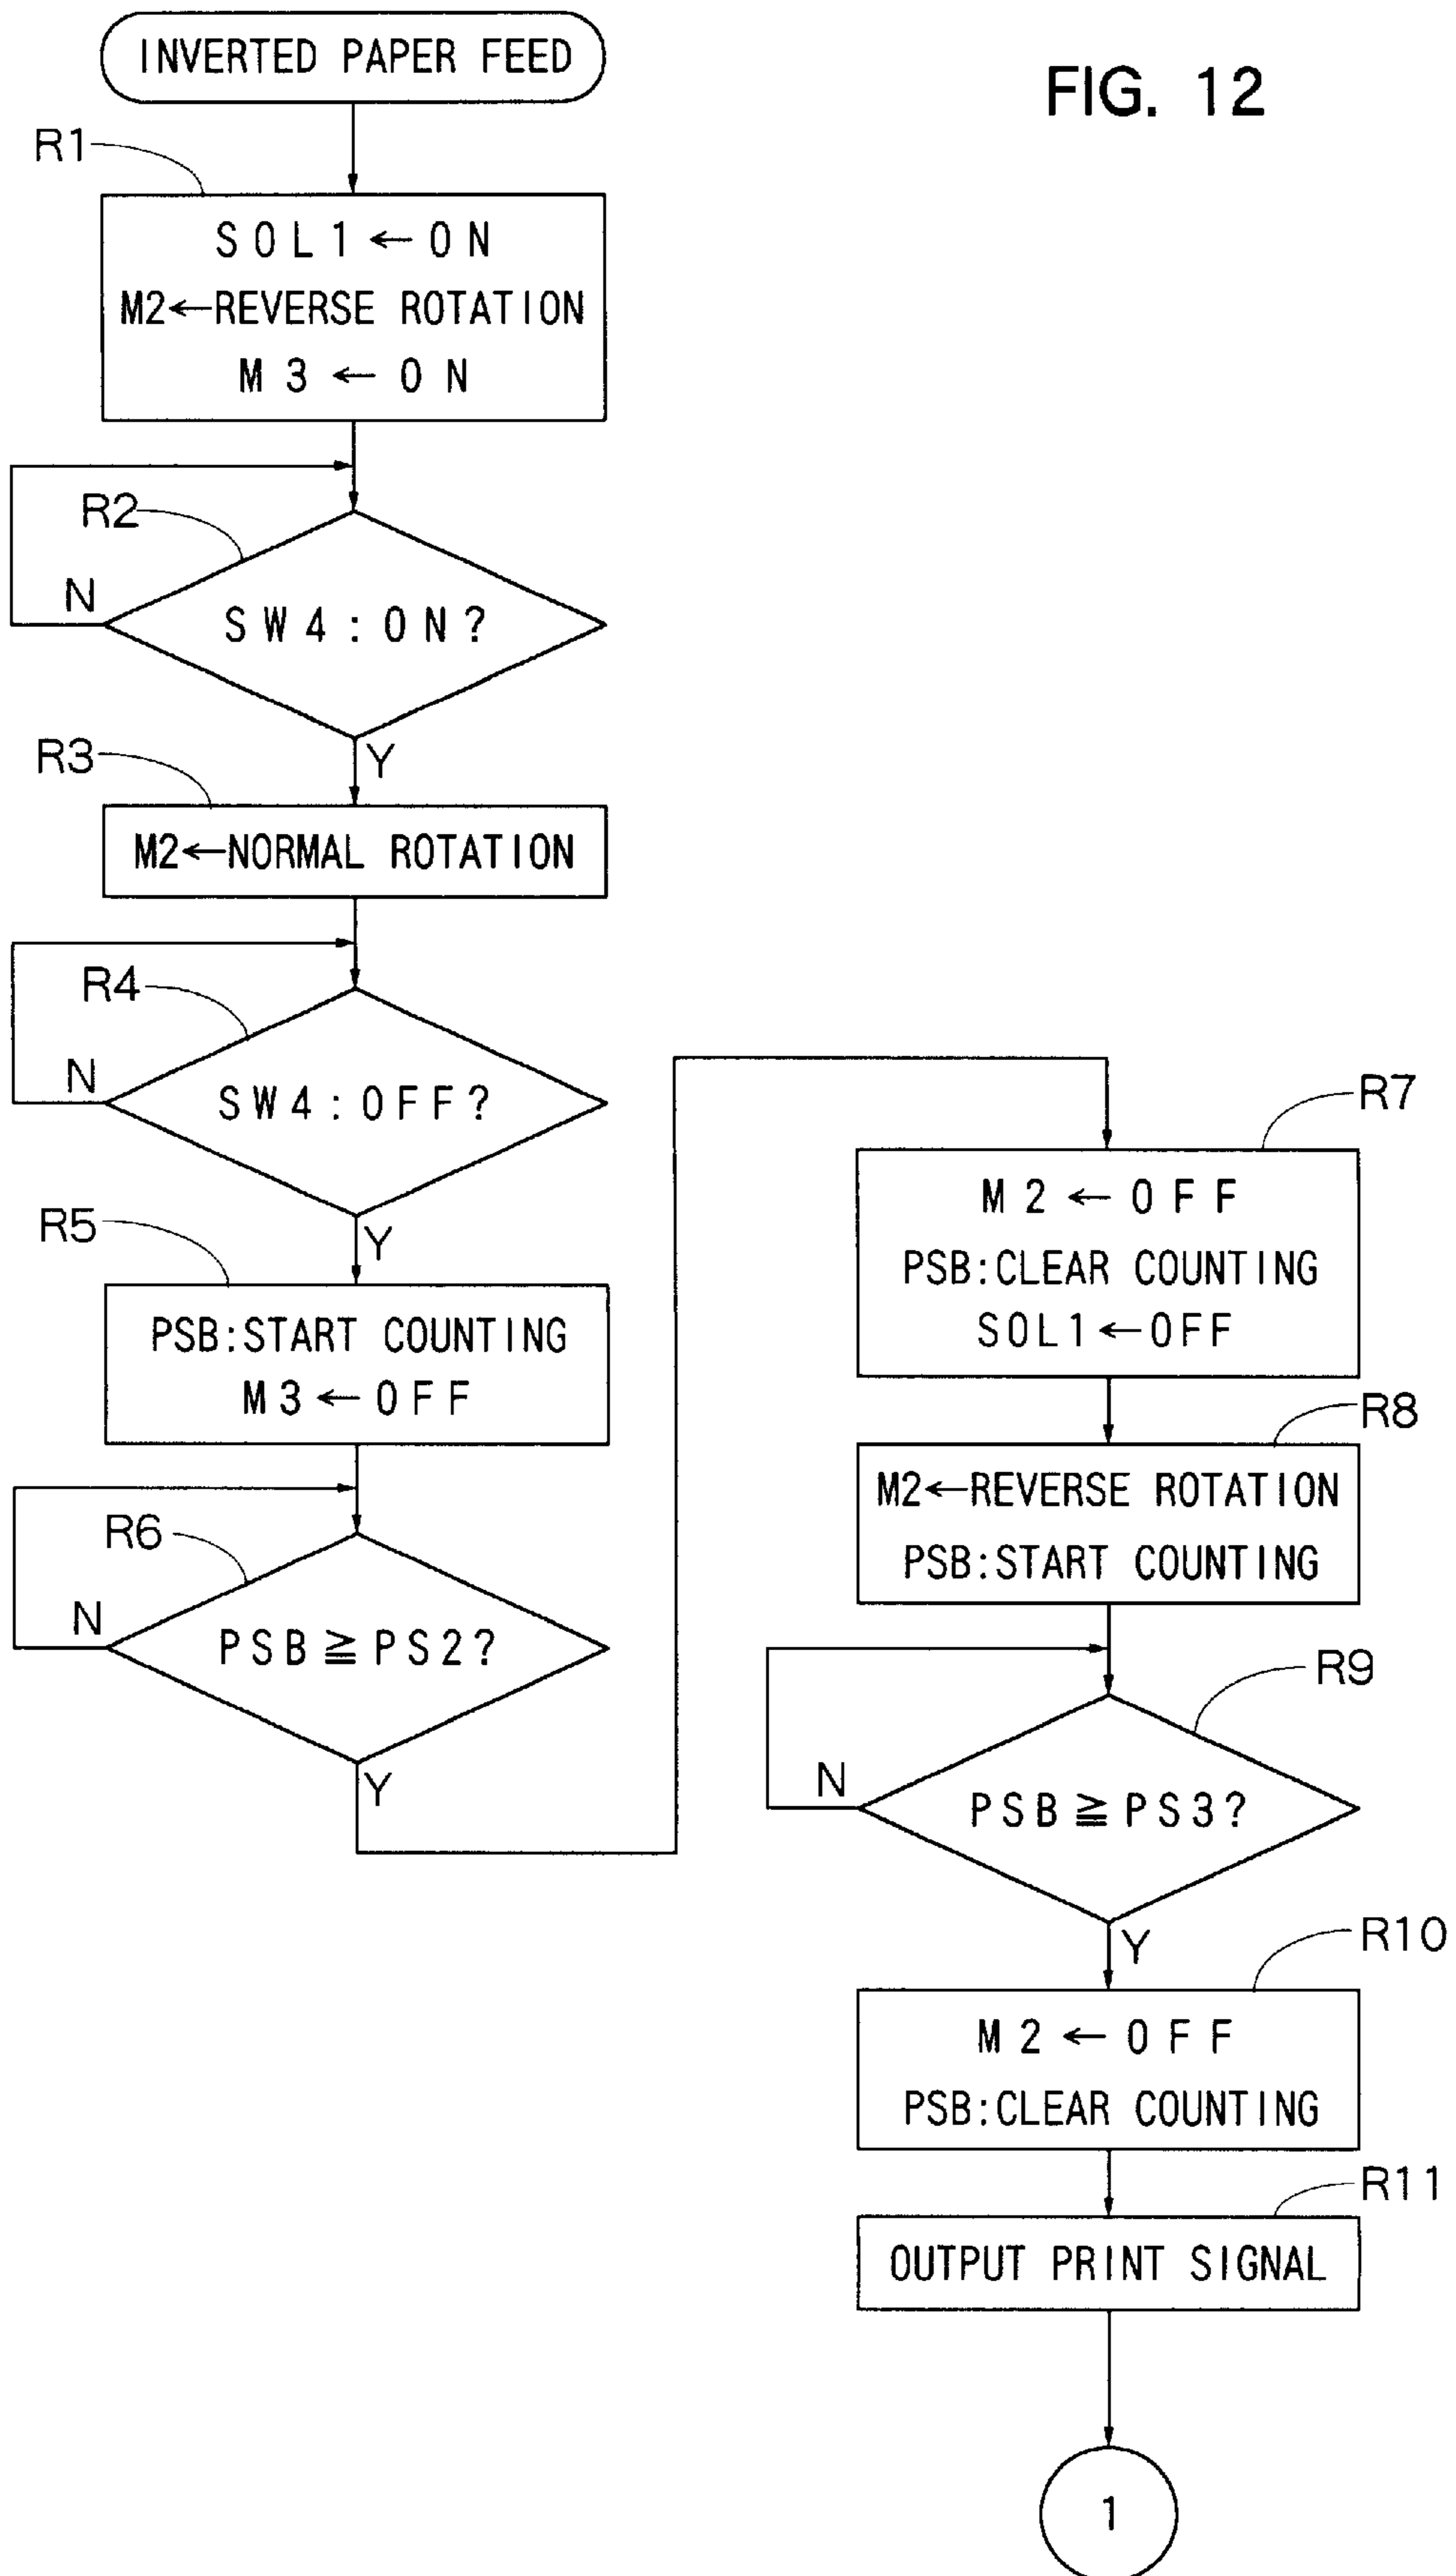 INVERTED PAPER FEED
FIG. 12
R1
SOL1←ON
M2←REVERSE ROTATION
M3←ON
R2
N
SW4:ON?
Y
R3
M2←NORMAL ROTATION
R4
N
SW4:OFF?
Y
R5
PSB:START COUNTING
M3←OFF
R6
N
PSB≧PS2?
Y
R7
M2←OFF
PSB:CLEAR COUNTING
SOL1←OFF
R8
M2←REVERSE ROTATION
PSB:START COUNTING
R9
N
PSB≧PS3?
Y
R10
M2←OFF
PSB:CLEAR COUNTING
R11
OUTPUT PRINT SIGNAL
1